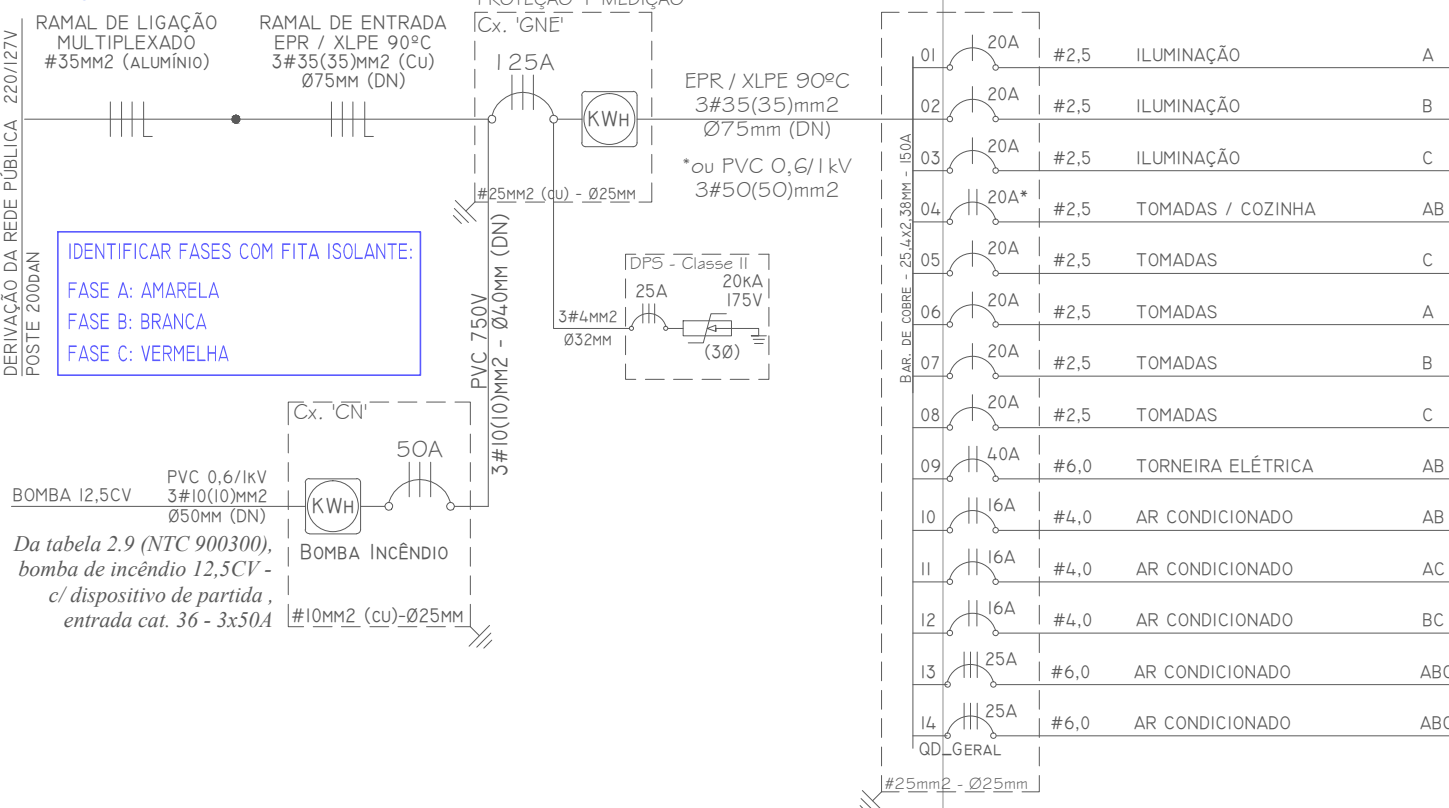 DERIVAÇÃO DA REDE PÚBLICA 220/127V
POSTE 200DAN
RAMAL DE LIGAÇÃO
MULTIPLEXADO
#35MM2 (ALUMÍNIO)
RAMAL DE ENTRADA
EPR / XLPE 90ºC
3#35(35)MM2 (CU)
Ø75MM (DN)
PROTEÇÃO 1 MEDIÇÃO
Cx. 'GNE'
125A
KWH
#25MM2 (CU) - Ø25MM
EPR / XLPE 90ºC
3#35(35)mm2
Ø75mm (DN)
*ou PVC 0,6/1kV
3#50(50)mm2
IDENTIFICAR FASES COM FITA ISOLANTE:
FASE A: AMARELA
FASE B: BRANCA
FASE C: VERMELHA
PVC 750V
3#10(10)MM2 - Ø40MM (DN)
3#4MM2
Ø32MM
DPS - Classe II
25A
20KA
175V
(3Ø)
Cx. 'CN'
50A
KWH
BOMBA INCÊNDIO
#10MM2 (CU)-Ø25MM
BOMBA 12,5CV
PVC 0,6/1KV
3#10(10)MM2
Ø50MM (DN)
Da tabela 2.9 (NTC 900300),
bomba de incêndio 12,5CV -
c/ dispositivo de partida ,
entrada cat. 36 - 3x50A
BAR. DE COBRE - 25,4X2,38MM - 150A
01 20A #2,5 ILUMINAÇÃO A
02 20A #2,5 ILUMINAÇÃO B
03 20A #2,5 ILUMINAÇÃO C
04 20A* #2,5 TOMADAS / COZINHA AB
05 20A #2,5 TOMADAS C
06 20A #2,5 TOMADAS A
07 20A #2,5 TOMADAS B
08 20A #2,5 TOMADAS C
09 40A #6,0 TORNEIRA ELÉTRICA AB
10 16A #4,0 AR CONDICIONADO AB
11 16A #4,0 AR CONDICIONADO AC
12 16A #4,0 AR CONDICIONADO BC
13 25A #6,0 AR CONDICIONADO ABC
14 25A #6,0 AR CONDICIONADO ABC
QD_GERAL
#25mm2 - Ø25mm